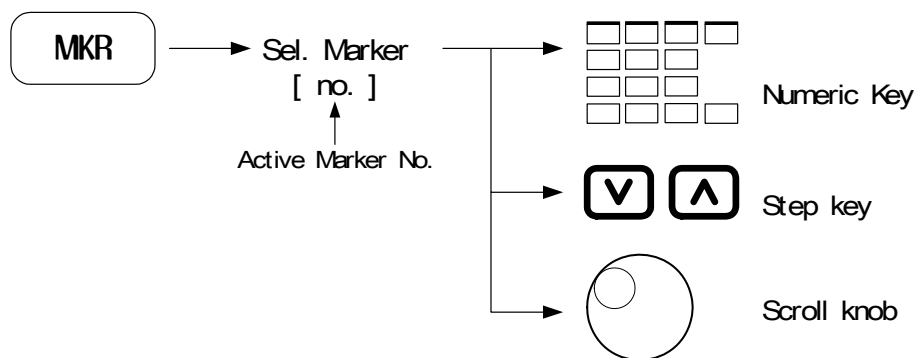 MKR
Sel. Marker
[ no. ]
Active Marker No.
Numeric Key
Step key
Scroll knob